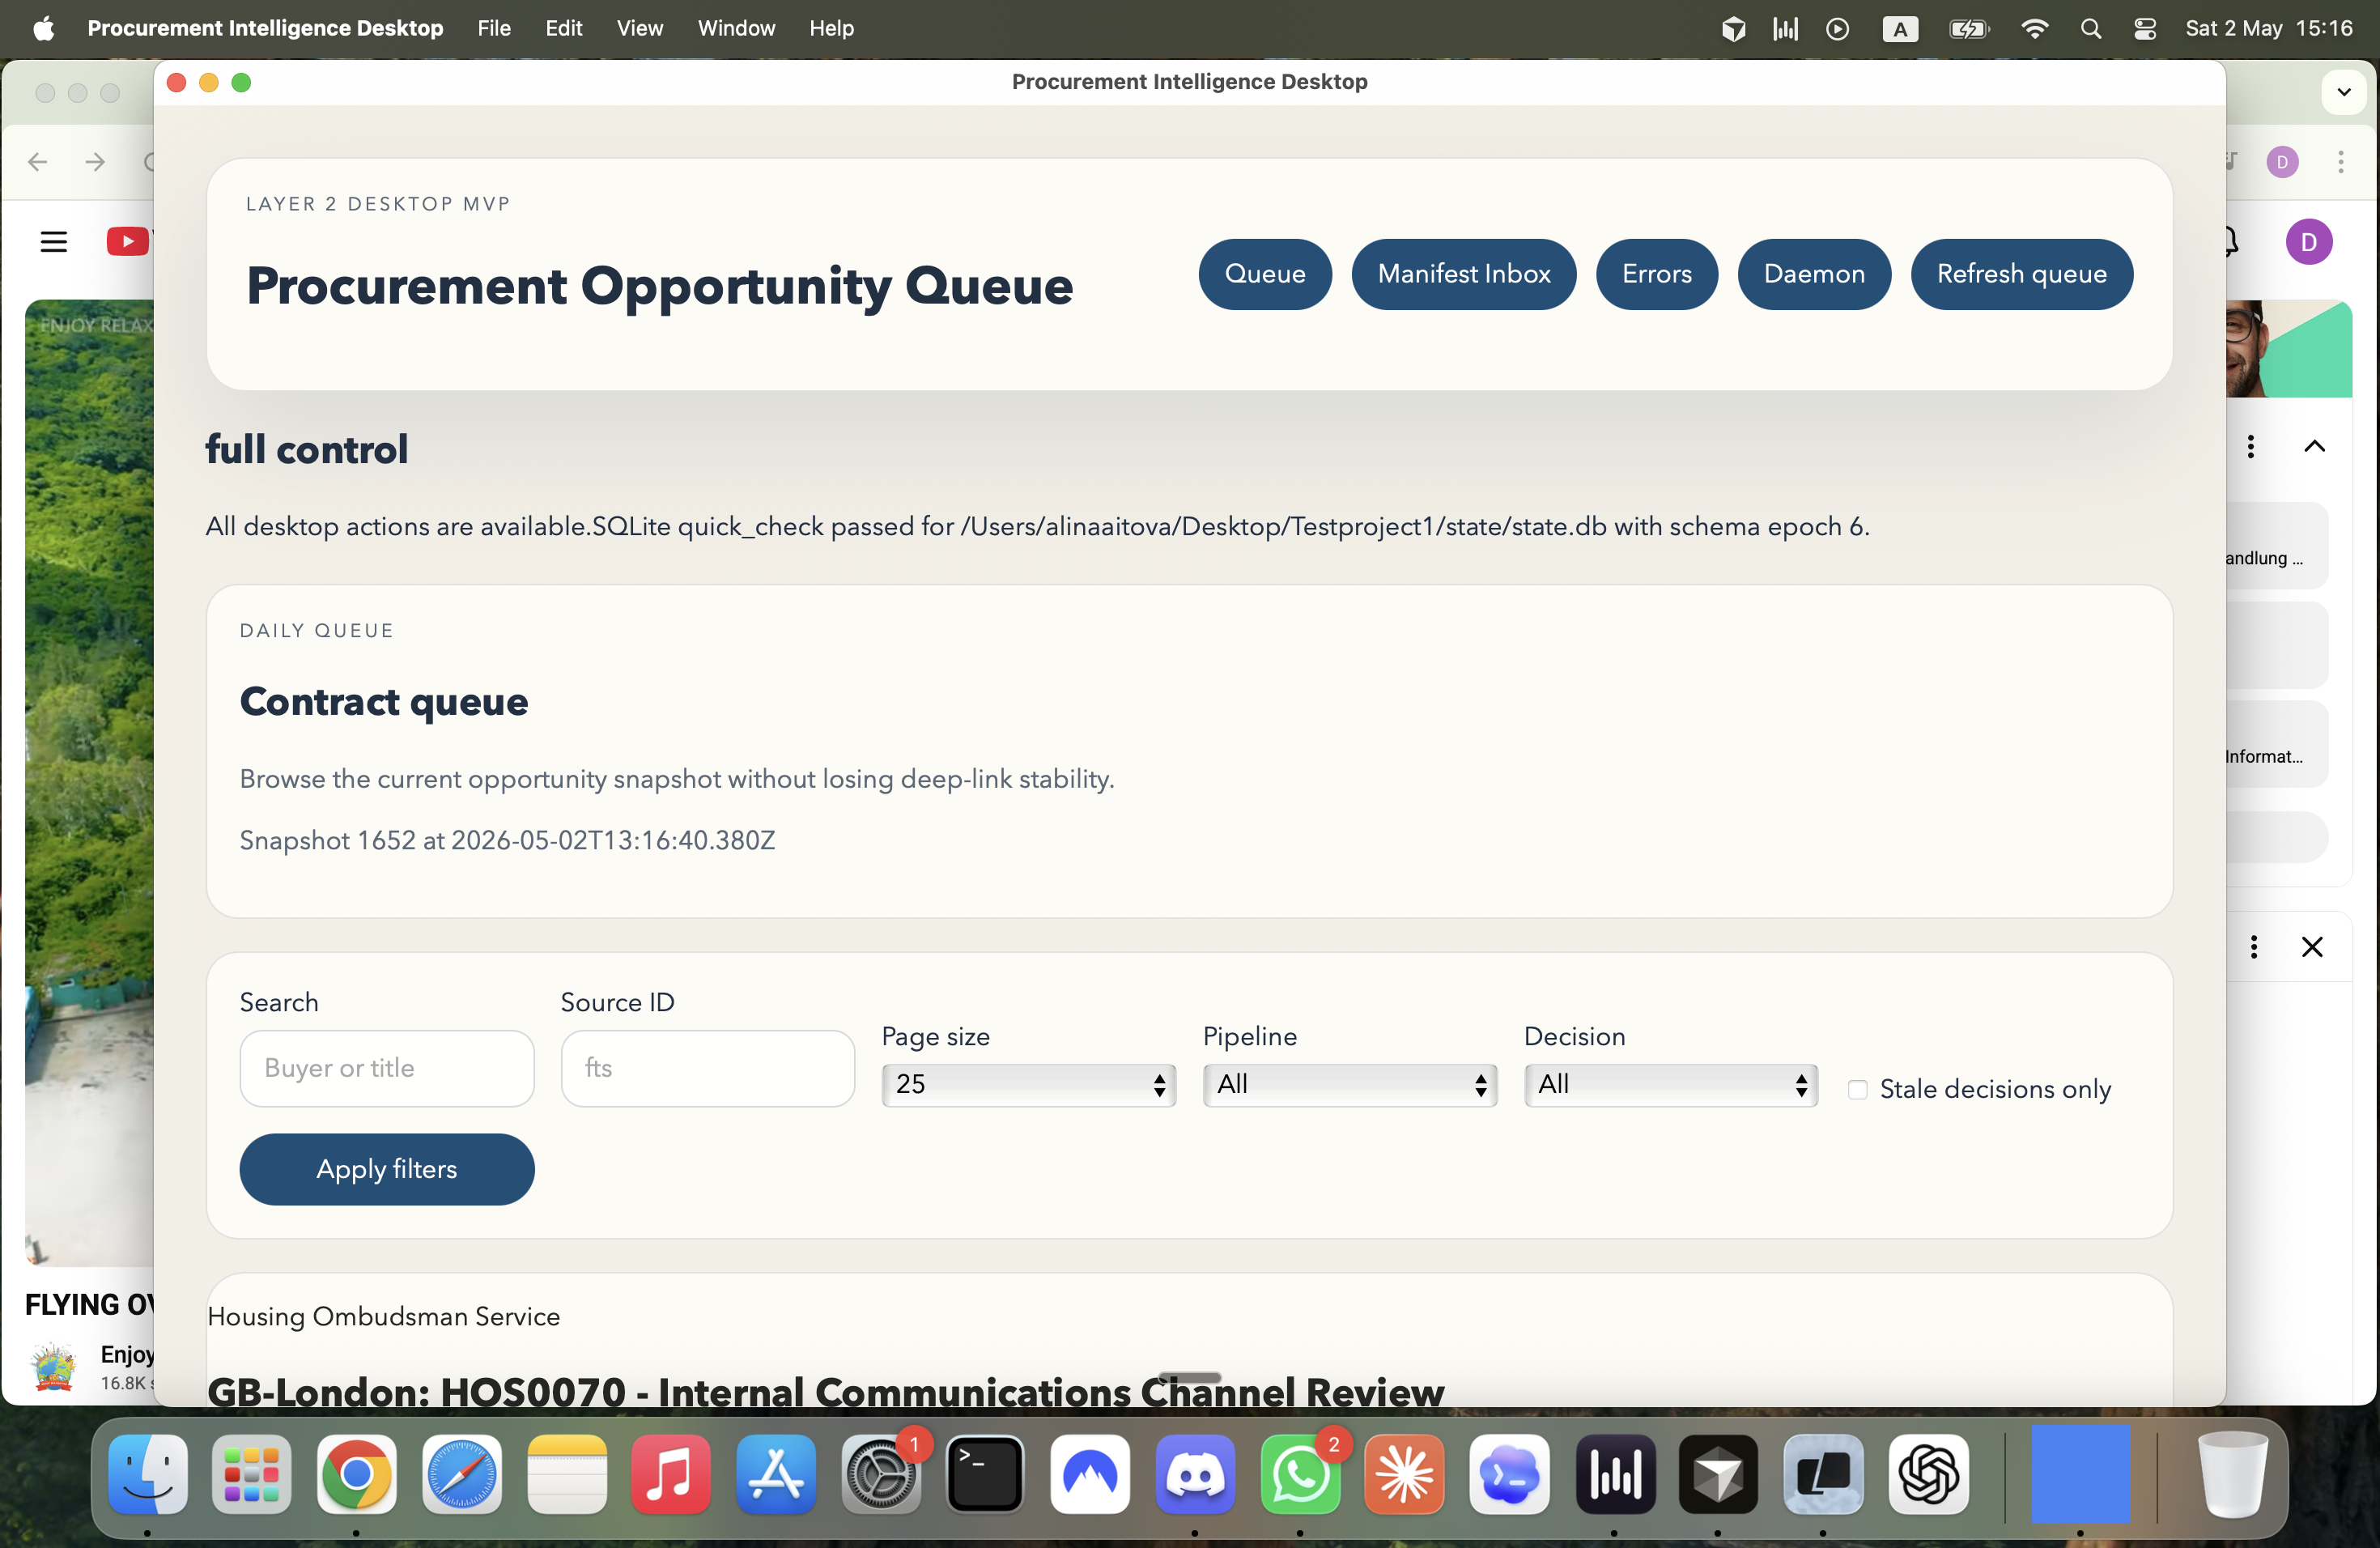 Procurement Intelligence Desktop File Edit View Window Help
A Sat 2 May 15:16
Procurement Intelligence Desktop
LAYER 2 DESKTOP MVP
Procurement Opportunity Queue
Queue
Manifest Inbox
Errors
Daemon
Refresh queue
full control
All desktop actions are available.SQLite quick_check passed for /Users/alinaaitova/Desktop/Testproject1/state/state.db with schema epoch 6.
DAILY QUEUE
Contract queue
Browse the current opportunity snapshot without losing deep-link stability.
Snapshot 1652 at 2026-05-02T13:16:40.380Z
Search
Buyer or title
Source ID
fts
Page size
25
Pipeline
All
Decision
All
Stale decisions only
Apply filters
Housing Ombudsman Service
GB-London: HOS0070 - Internal Communications Channel Review
D
D
ENJOY RELAX
andlung ...
Informat...
FLYING OV
Enjoy
16.8K
1
2